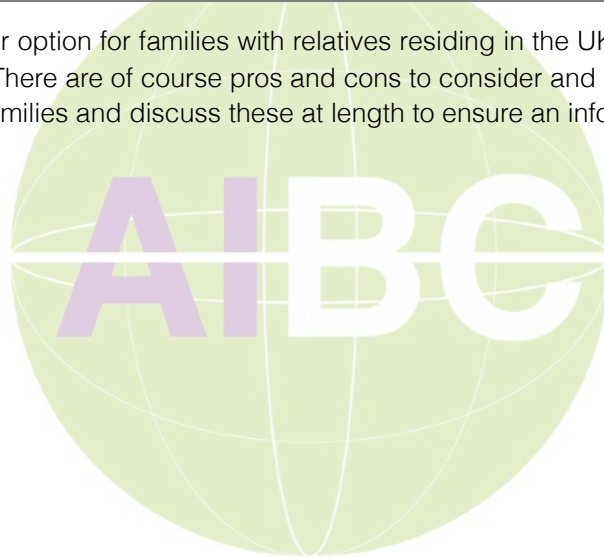 r option for families with relatives residing in the UK
There are of course pros and cons to consider and
milies and discuss these at length to ensure an info
AIBC